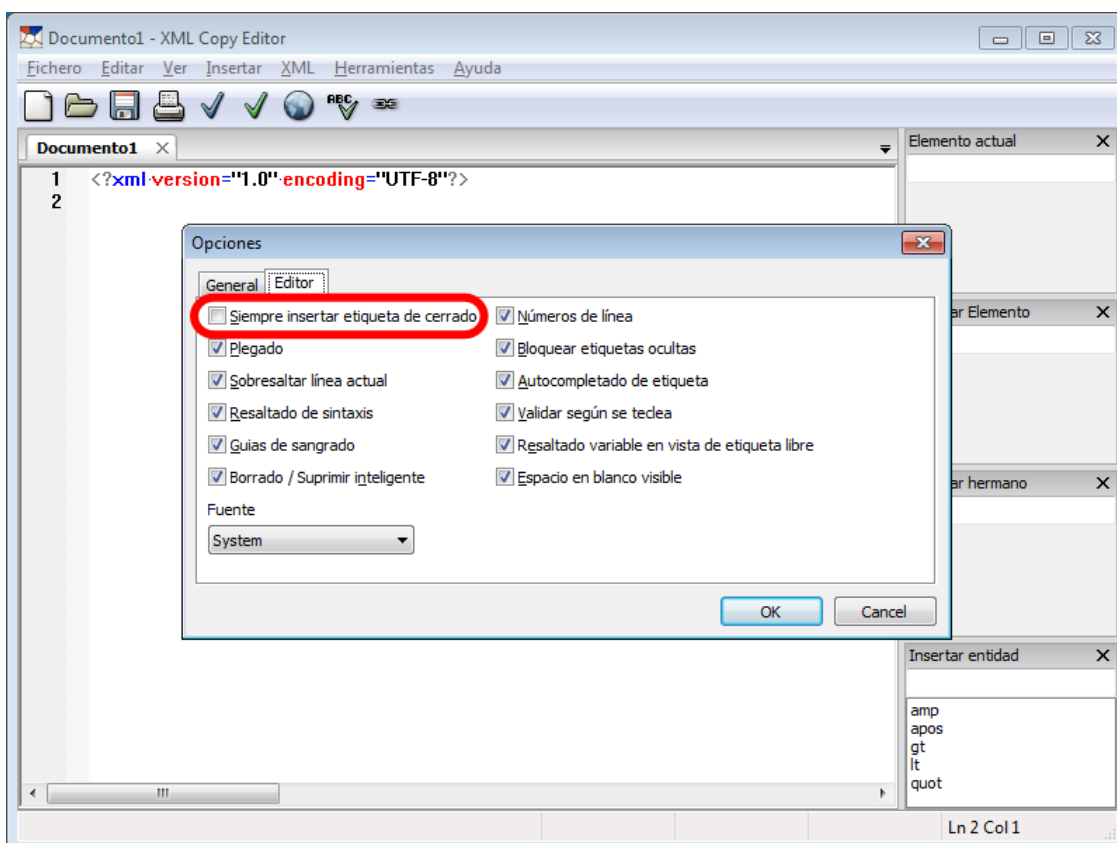 Documento1 - XML Copy Editor
Fichero Editar Ver Insertar XML Herramientas Ayuda
ABC
Documento1
Elemento actual
1 <?xml version="1.0" encoding="UTF-8"?>
2
Opciones
General Editor
Siempre insertar etiqueta de cerrado
Números de línea
ar Elemento
Plegado
Bloquear etiquetas ocultas
Sobresaltar línea actual
Autocompletado de etiqueta
Resaltado de sintaxis
Validar según se teclea
Guias de sangrado
Resaltado variable en vista de etiqueta libre
Borrado / Suprimir inteligente
Espacio en blanco visible
ar hermano
Fuente
System
OK Cancel
Insertar entidad
amp
apos
gt
lt
quot
Ln 2 Col 1